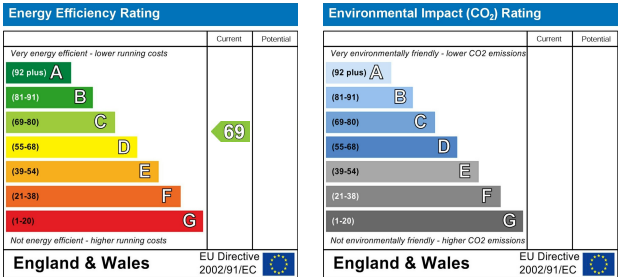 Energy Efficiency Rating
Current Potential
Very energy efficient - lower running costs
(92 plus) A
(81-91) B
(69-80) C
(55-68) D
(39-54) E
(21-38) F
(1-20) G
69
Not energy efficient - higher running costs
England & Wales
EU Directive
2002/91/EC
Environmental Impact (CO2) Rating
Current Potential
Very environmentally friendly - lower CO2 emissions
(92 plus) A
(81-91) B
(69-80) C
(55-68) D
(39-54) E
(21-38) F
(1-20) G
Not environmentally friendly - higher CO2 emissions
England & Wales
EU Directive
2002/91/EC